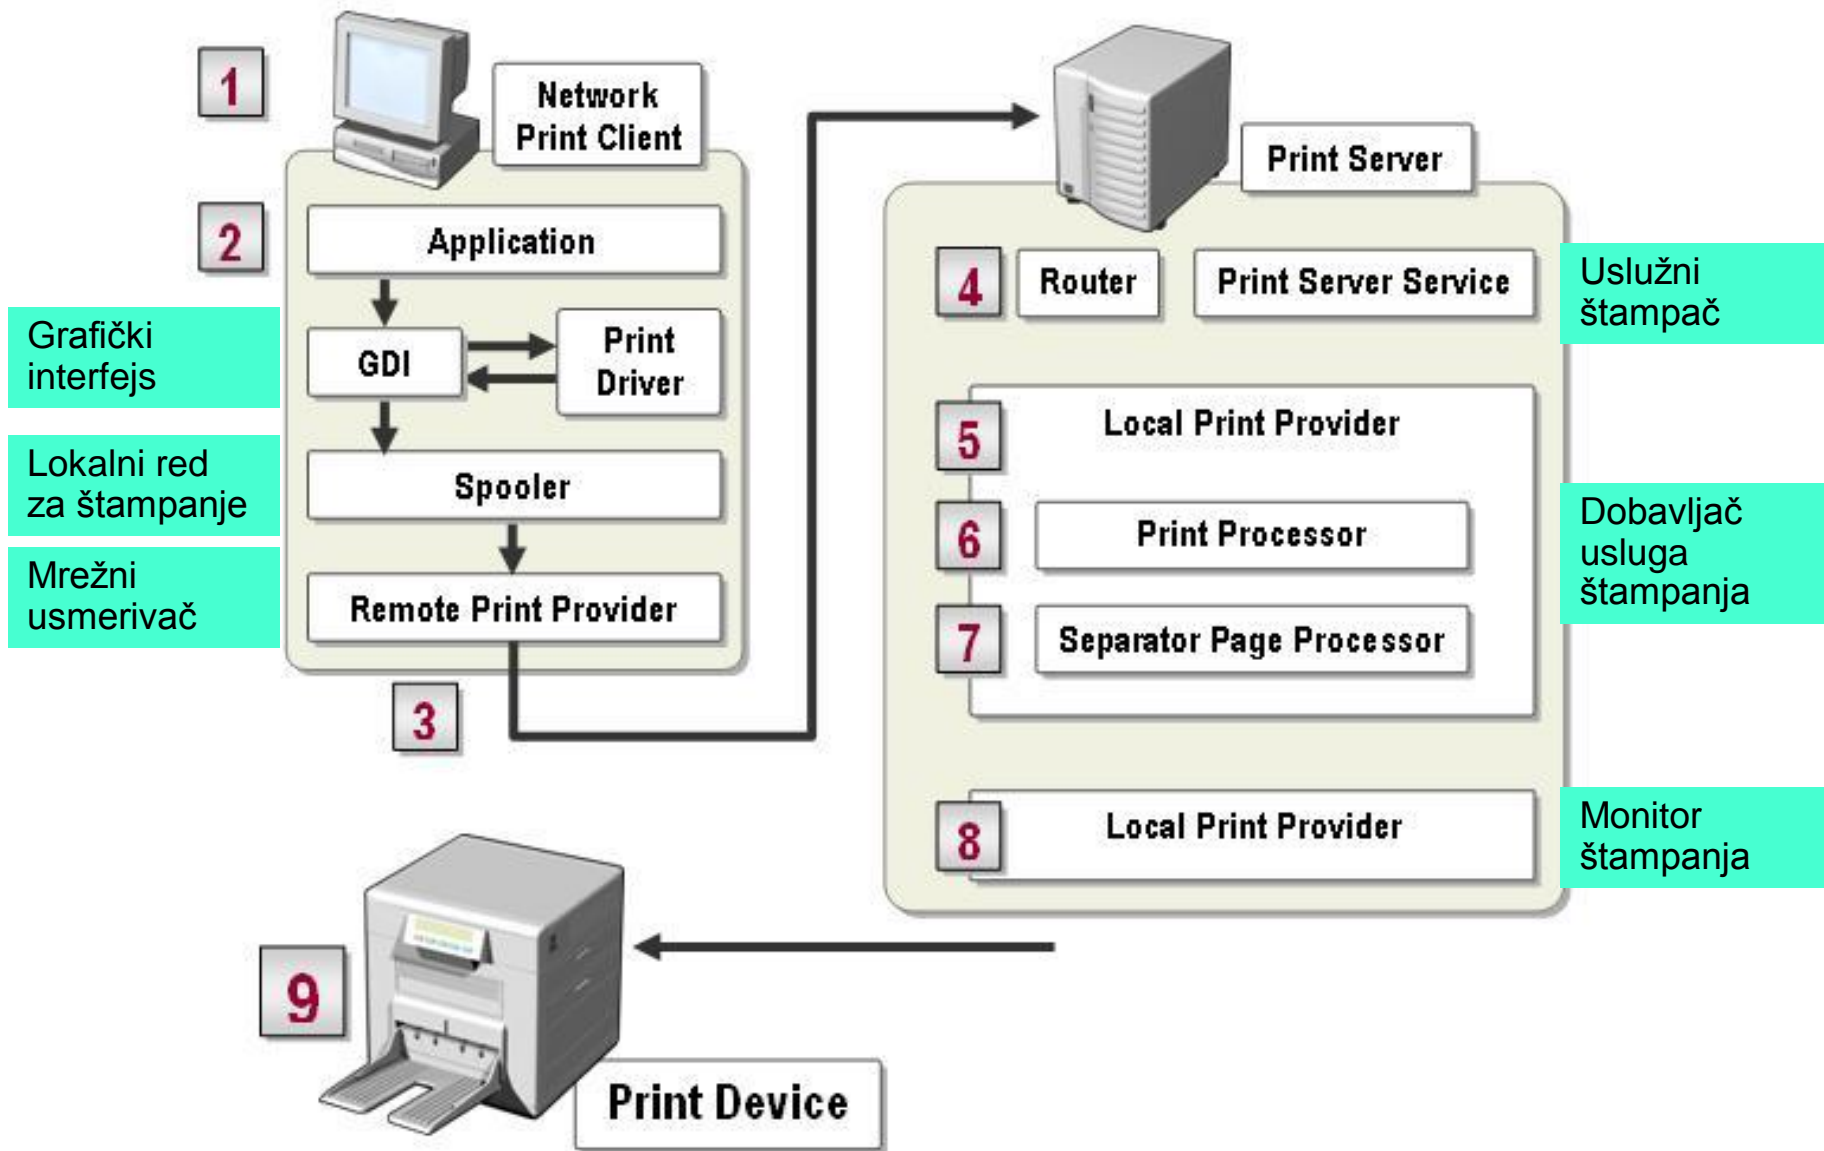 1
Network
Print Client
2
Application
Grafički
interfejs
GDI
Print
Driver
Lokalni red
za štampanje
Spooler
Mrežni
usmerivač
Remote Print Provider
3
Print Server
4
Router
Print Server Service
Uslužni
štampač
5
Local Print Provider
6
Print Processor
Dobavljač
usluga
štampanja
7
Separator Page Processor
8
Local Print Provider
Monitor
štampanja
9
Print Device